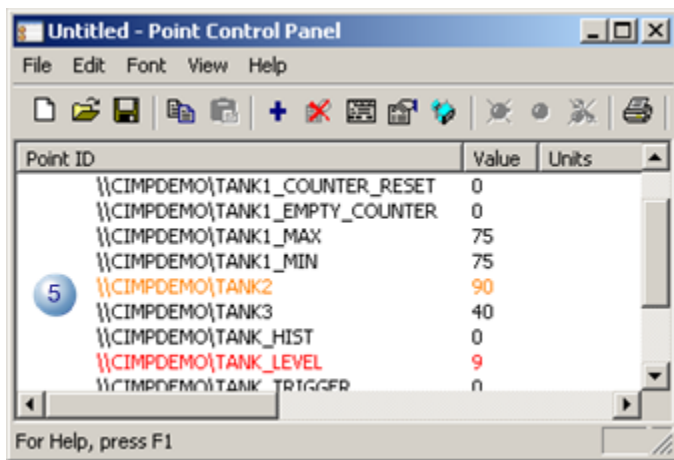 Untitled - Point Control Panel
File Edit Font View Help
Point ID Value Units
\\CIMPDEMO\TANK1_COUNTER_RESET 0
\\CIMPDEMO\TANK1_EMPTY_COUNTER 0
\\CIMPDEMO\TANK1_MAX 75
\\CIMPDEMO\TANK1_MIN 75
5 \\CIMPDEMO\TANK2 90
\\CIMPDEMO\TANK3 40
\\CIMPDEMO\TANK_HIST 0
\\CIMPDEMO\TANK_LEVEL 9
\\CIMPDEMO\TANK_TRIGGER 0
For Help, press F1